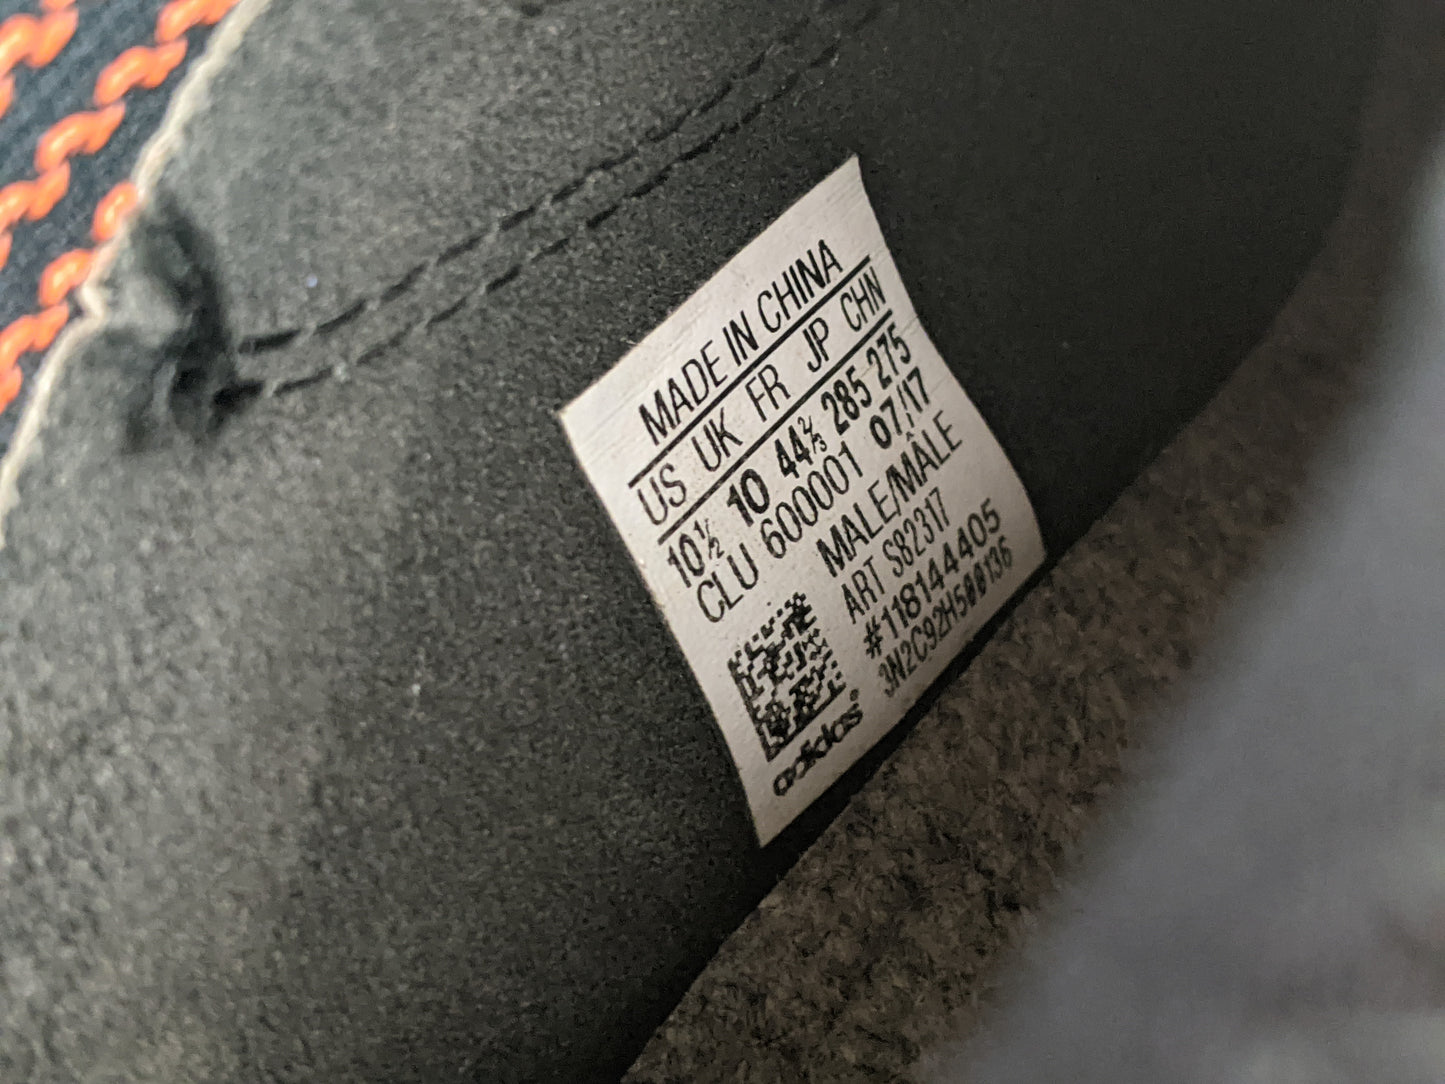 MADE IN CHINA
US UK FR JP CHN
10½ 10 44⅔ 285 275
CLU 600001 07/17
MALE/MÂLE
ART S82317
#118144405
3N2C92H500136
adidas®